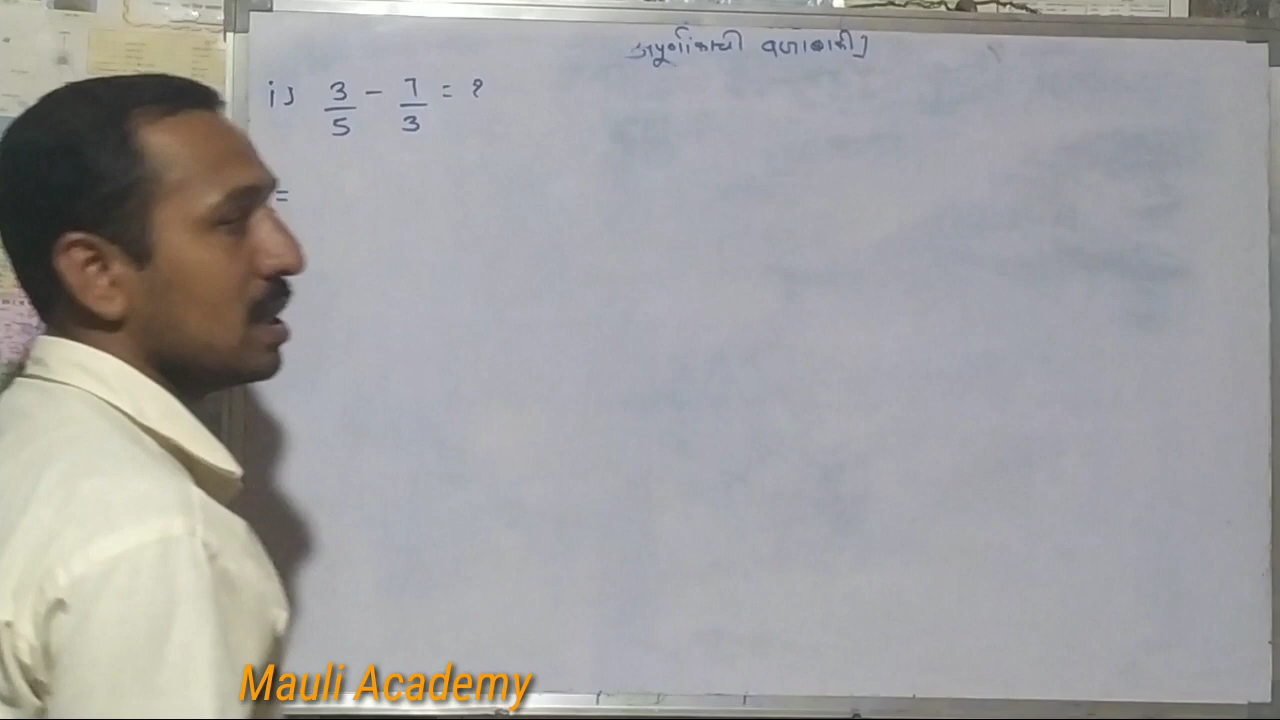 अपूर्णांकाची वजाबाकी]
i) 3/5 - 7/3 = ?
=
Mauli Academy